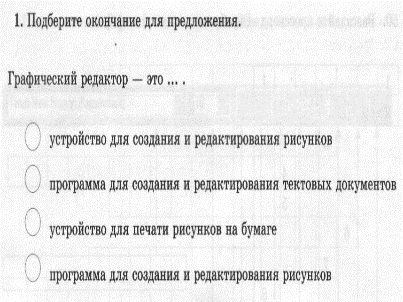 1. Подберите окончание для предложения.
Графический редактор — это ... .
устройство для создания и редактирования рисунков
программа для создания и редактирования тектовых документов
устройство для печати рисунков на бумаге
программа для создания и редактирования рисунков